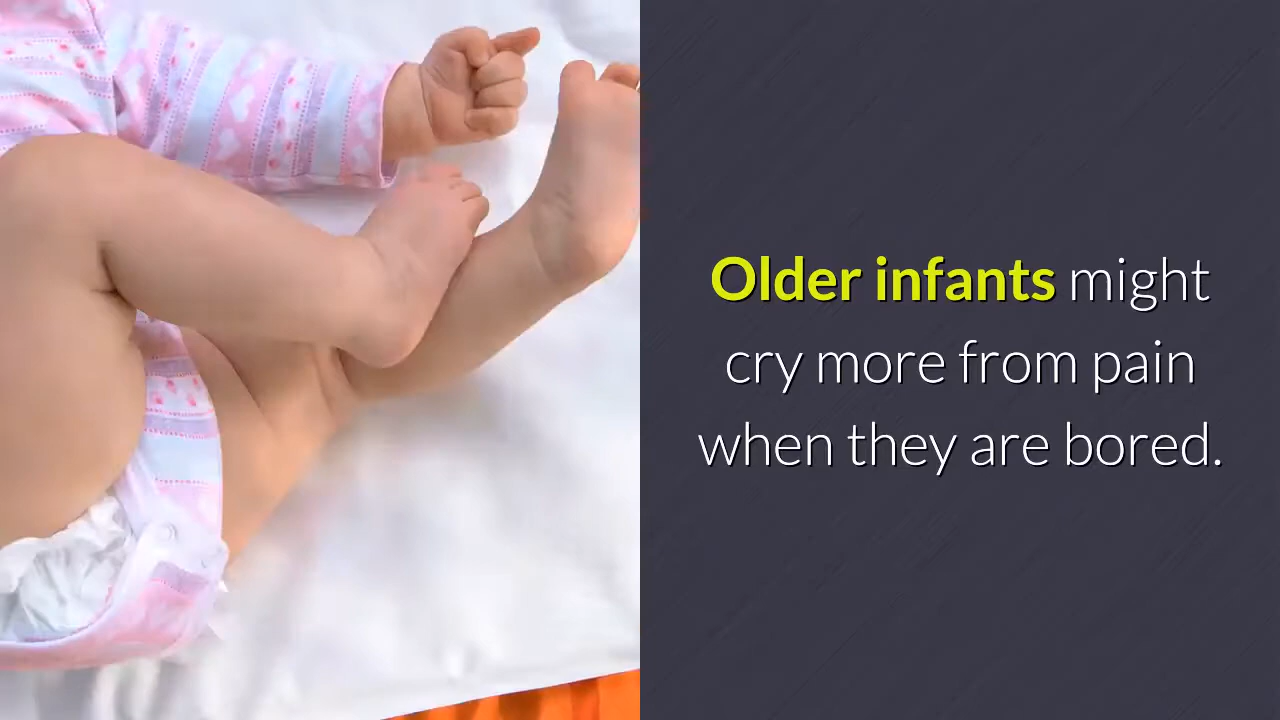 Older infants might
cry more from pain
when they are bored.